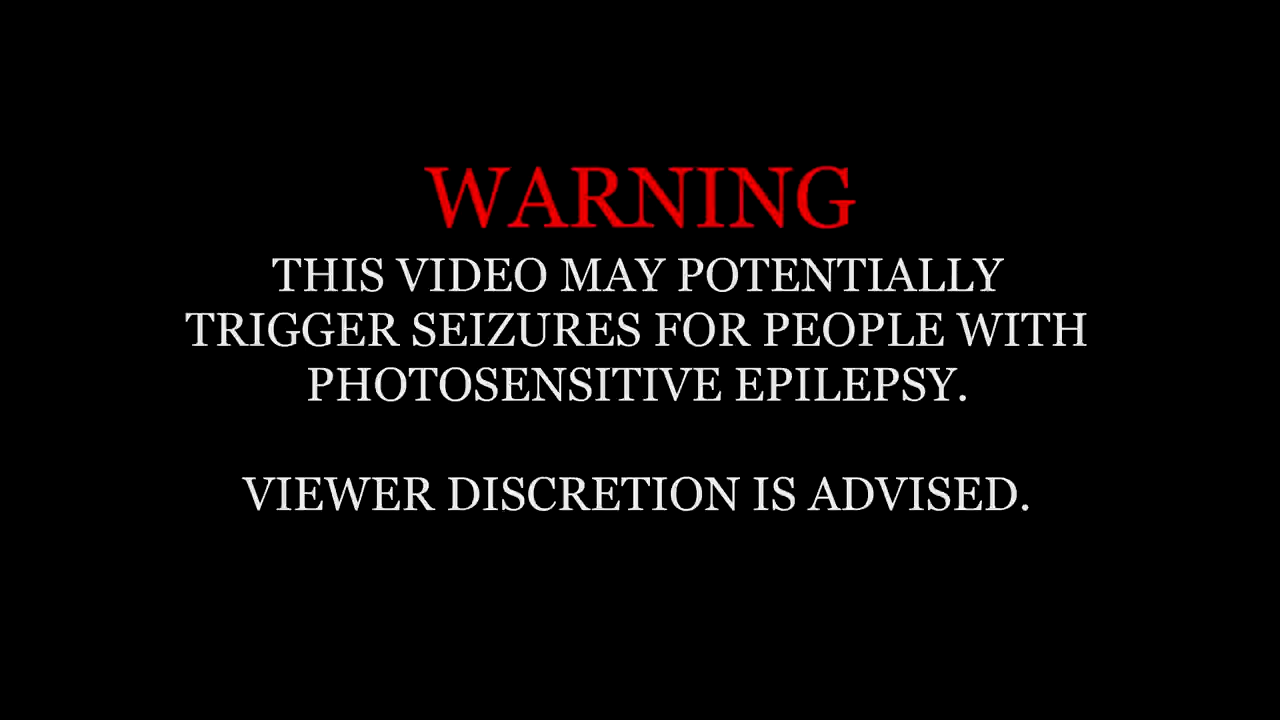 WARNING
THIS VIDEO MAY POTENTIALLY
TRIGGER SEIZURES FOR PEOPLE WITH
PHOTOSENSITIVE EPILEPSY.
VIEWER DISCRETION IS ADVISED.